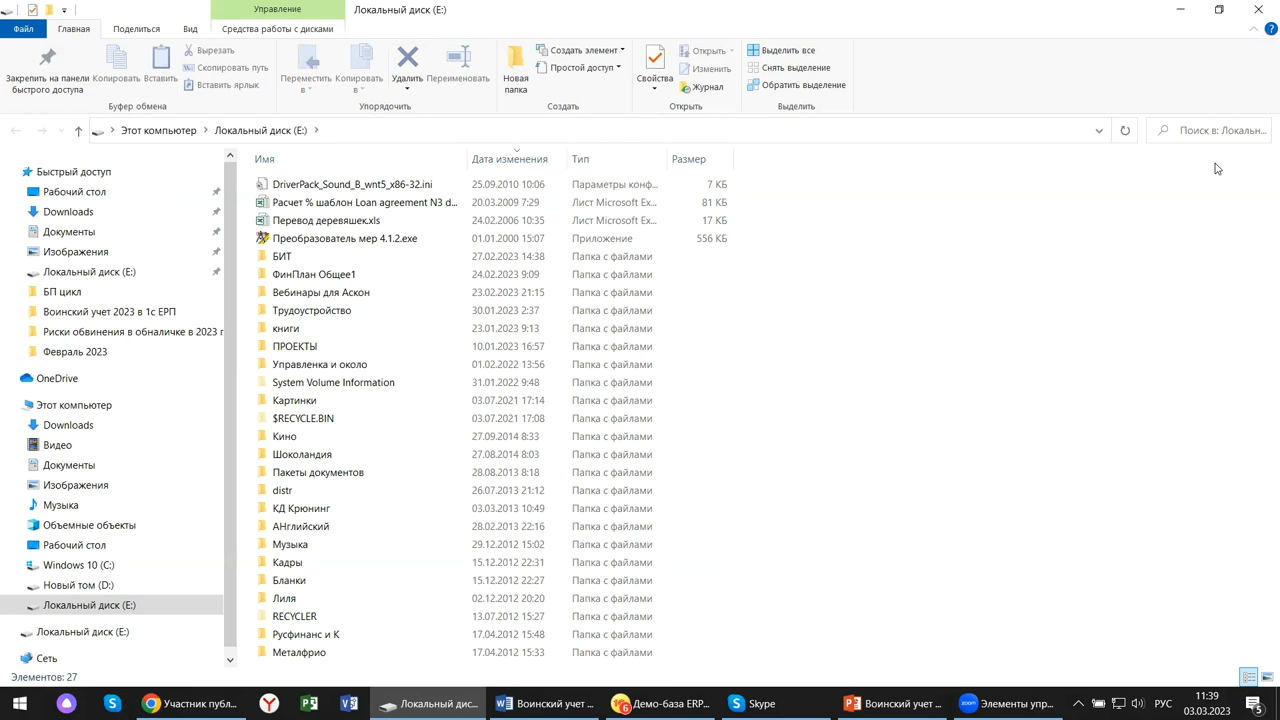 Управление
Локальный диск (E:)
Файл
Главная
Поделиться
Вид
Средства работы с дисками
?
Закрепить на панели
быстрого доступа
Копировать
Вставить
Вырезать
Скопировать путь
Вставить ярлык
Буфер обмена
Переместить
в
Копировать
в
Удалить
Переименовать
Упорядочить
Новая
папка
Создать элемент
Простой доступ
Создать
Свойства
Открыть
Изменить
Журнал
Открыть
Выделить все
Снять выделение
Обратить выделение
Выделить
Этот компьютер
Локальный диск (E:)
Поиск в: Локальн...
Быстрый доступ
Рабочий стол
Downloads
Документы
Изображения
Локальный диск (E:)
БП цикл
Воинский учет 2023 в 1с ЕРП
Риски обвинения в обналичке в 2023 г
Февраль 2023
OneDrive
Этот компьютер
Downloads
Видео
Документы
Изображения
Музыка
Объемные объекты
Рабочий стол
Windows 10 (C:)
Новый том (D:)
Локальный диск (E:)
Локальный диск (E:)
Сеть
Имя Дата изменения Тип Размер
DriverPack_Sound_B_wnt5_x86-32.ini 25.09.2010 10:06 Параметры конф... 7 КБ
Расчет % шаблон Loan agreement N3 d... 20.03.2009 7:29 Лист Microsoft Ex... 81 КБ
Перевод деревяшек.xls 24.02.2006 10:35 Лист Microsoft Ex... 17 КБ
Преобразователь мер 4.1.2.exe 01.01.2000 15:07 Приложение 556 КБ
БИТ 27.02.2023 14:38 Папка с файлами
ФинПлан Общее1 24.02.2023 9:09 Папка с файлами
Вебинары для Аскон 23.02.2023 21:15 Папка с файлами
Трудоустройство 30.01.2023 2:37 Папка с файлами
книги 23.01.2023 9:13 Папка с файлами
ПРОЕКТЫ 10.01.2023 16:57 Папка с файлами
Управленка и около 01.02.2022 13:56 Папка с файлами
System Volume Information 31.01.2022 9:48 Папка с файлами
Картинки 03.07.2021 17:14 Папка с файлами
$RECYCLE.BIN 03.07.2021 17:08 Папка с файлами
Кино 27.09.2014 8:33 Папка с файлами
Шоколандия 27.08.2014 8:03 Папка с файлами
Пакеты документов 28.08.2013 8:18 Папка с файлами
distr 26.07.2013 21:12 Папка с файлами
КД Крюнинг 03.03.2013 10:49 Папка с файлами
АНглийский 28.02.2013 22:16 Папка с файлами
Музыка 29.12.2012 15:02 Папка с файлами
Кадры 15.12.2012 22:31 Папка с файлами
Бланки 15.12.2012 22:27 Папка с файлами
Лиля 02.12.2012 20:20 Папка с файлами
RECYCLER 13.07.2012 15:27 Папка с файлами
Русфинанс и К 17.04.2012 15:48 Папка с файлами
Металфрио 17.04.2012 15:33 Папка с файлами
Элементов: 27
Участник публ...
Локальный дис...
Воинский учет ...
Демо-база ERP...
Skype
Воинский учет ...
Элементы упр...
РУС
11:39
03.03.2023
5